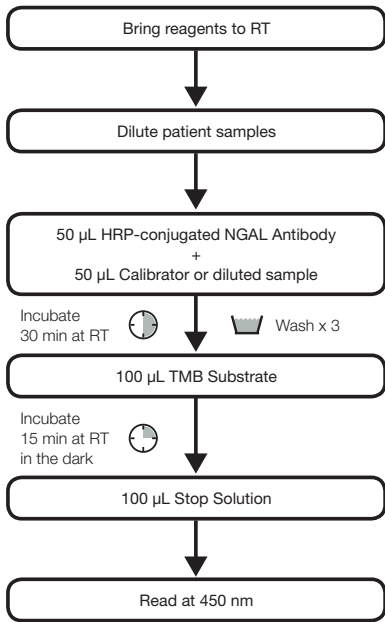 Bring reagents to RT
Dilute patient samples
50 µL HRP-conjugated NGAL Antibody
+
50 µL Calibrator or diluted sample
Incubate
30 min at RT
Wash x 3
100 µL TMB Substrate
Incubate
15 min at RT
in the dark
100 µL Stop Solution
Read at 450 nm